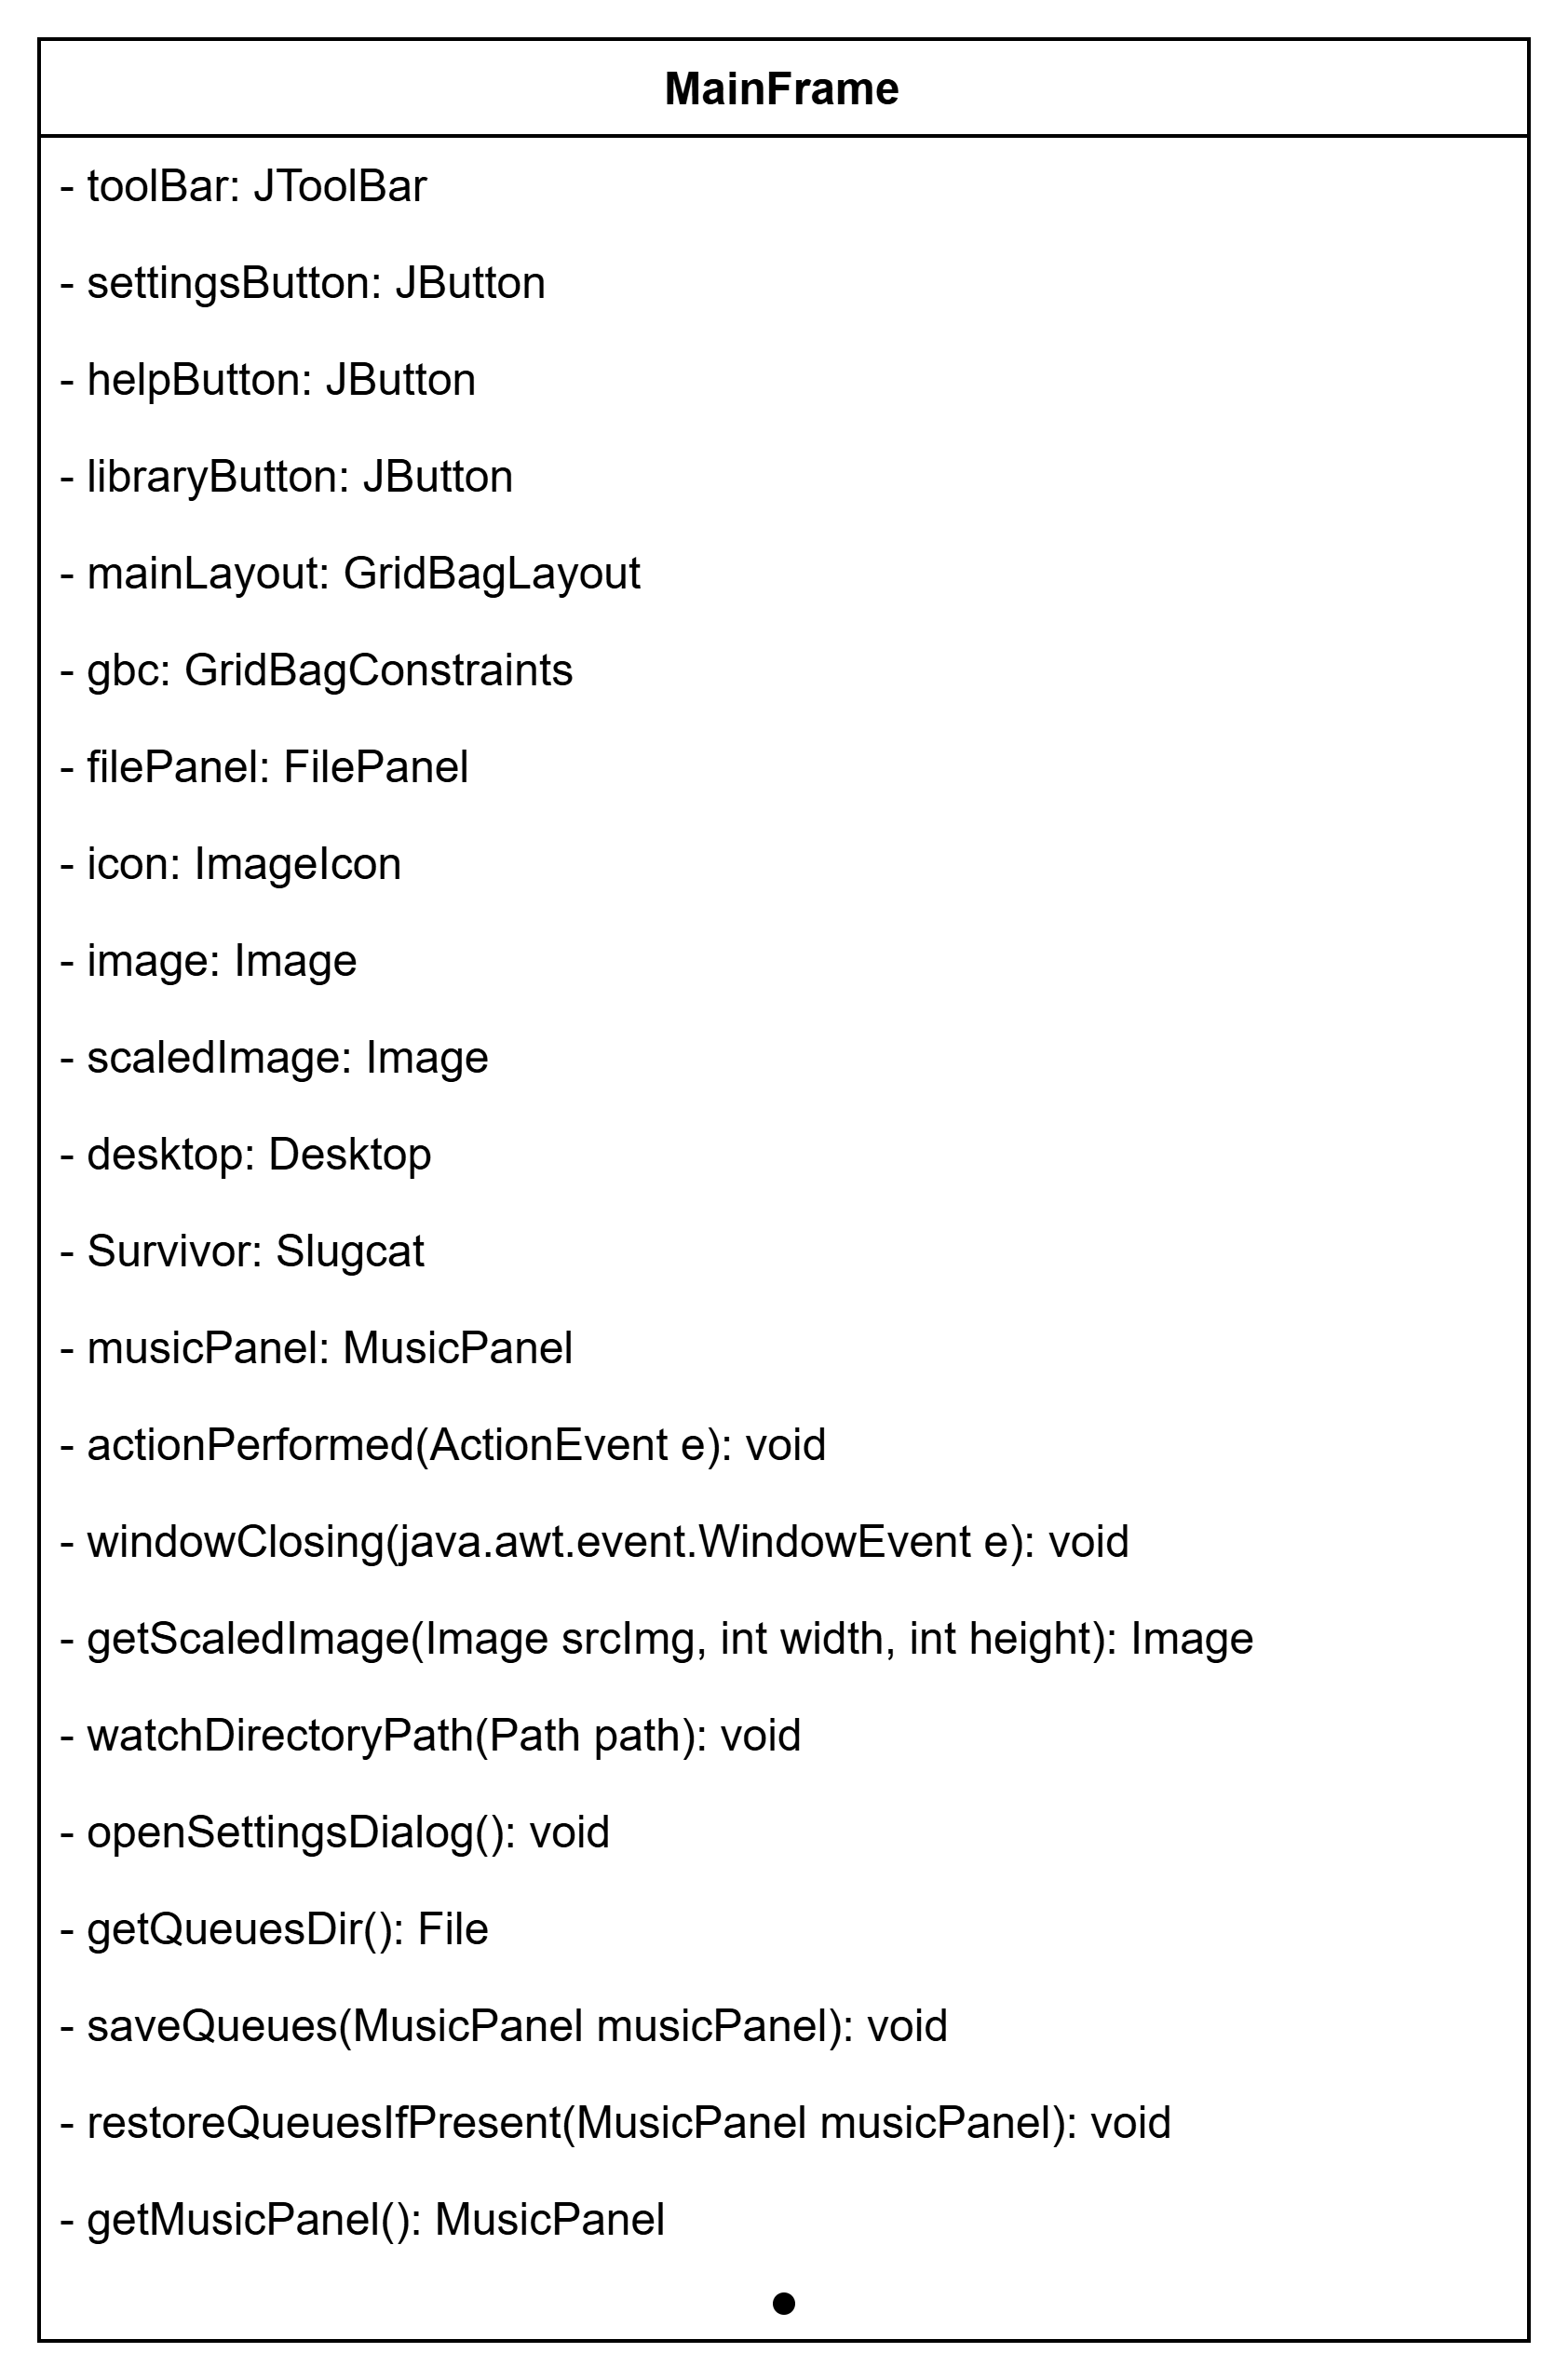 MainFrame
- toolBar: JToolBar
- settingsButton: JButton
- helpButton: JButton
- libraryButton: JButton
- mainLayout: GridBagLayout
- gbc: GridBagConstraints
- filePanel: FilePanel
- icon: ImageIcon
- image: Image
- scaledImage: Image
- desktop: Desktop
- Survivor: Slugcat
- musicPanel: MusicPanel
- actionPerformed(ActionEvent e): void
- windowClosing(java.awt.event.WindowEvent e): void
- getScaledImage(Image srcImg, int width, int height): Image
- watchDirectoryPath(Path path): void
- openSettingsDialog(): void
- getQueuesDir(): File
- saveQueues(MusicPanel musicPanel): void
- restoreQueuesIfPresent(MusicPanel musicPanel): void
- getMusicPanel(): MusicPanel